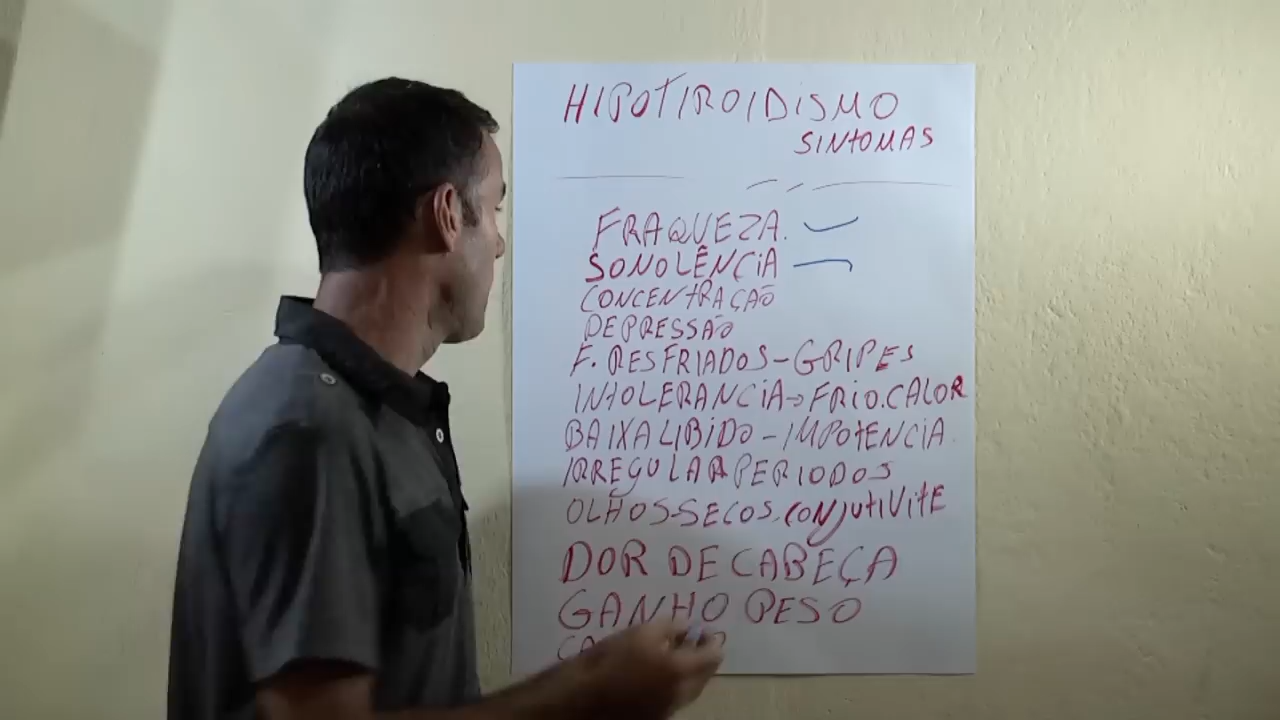 HIPOTIROIDISMO
SINTOMAS
FRAQUEZA.
SONOLÊNCIA
CONCENTRAÇÃO
DEPRESSÃO
F. RESFRIADOS-GRIPES
INTOLERANCIA→FRIO.CALOR
BAIXA LIBIDO-IMPOTENCIA.
IRREGULAR PERIODOS
OLHOS-SECOS.CONJUTIVITE
DOR DE CABEÇA
GANHO PESO